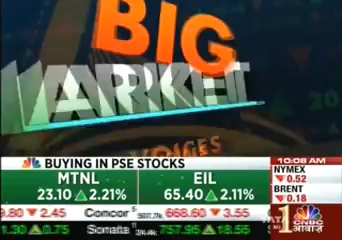 BIG
MARKET
VOICES
BUYING IN PSE STOCKS
10:08 AM
MTNL
23.10 ▲ 2.21%
EIL
65.40 ▲ 2.11%
NYMEX
▼ 0.52
BRENT
▼ 0.18
9.80 ▼ 2.45 Comcor 668.60 ▼ 3.55
1.30 ▲ 0.75 757.95 ▲ 18.55
1
CNBC
आवाज़